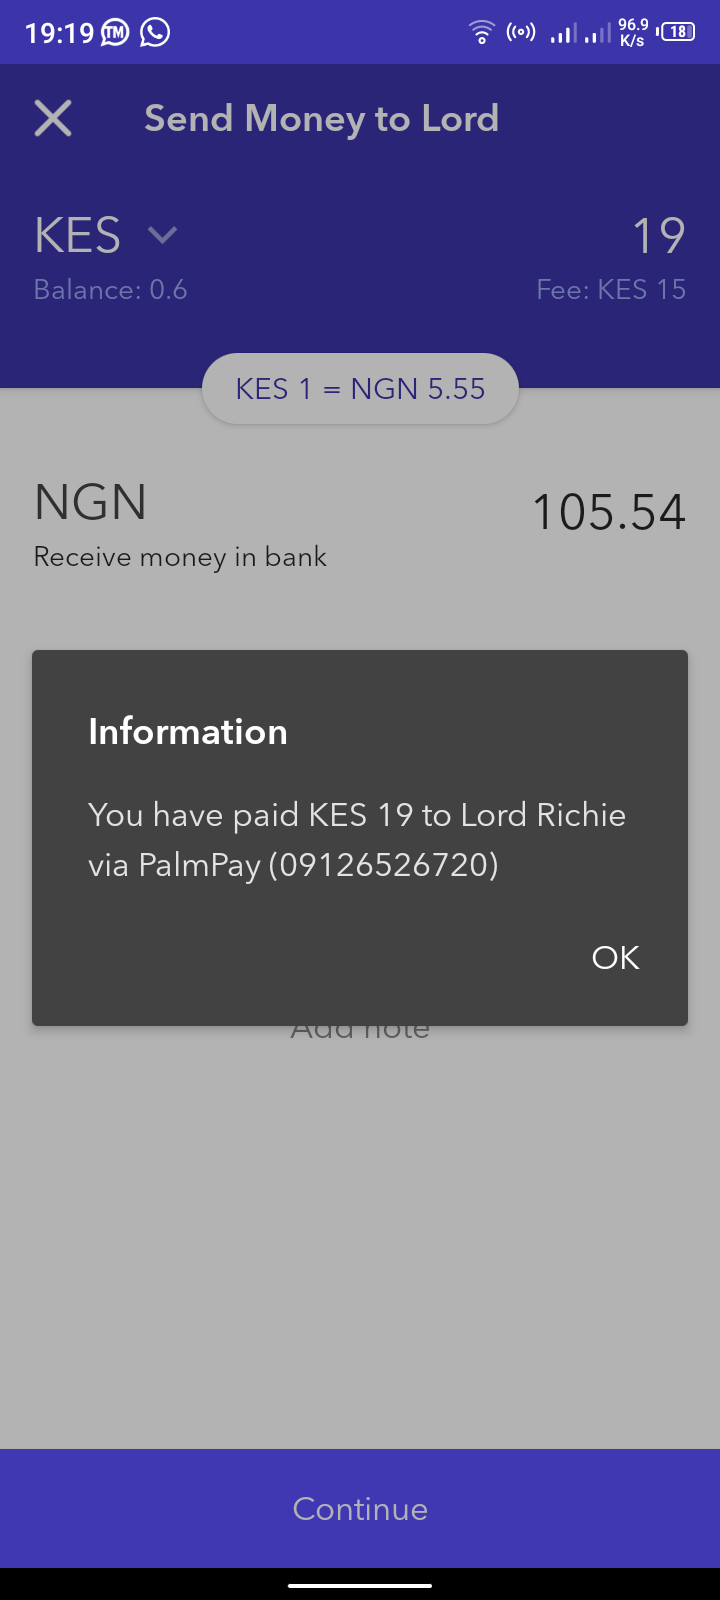 19:19 TM 96.9 K/s 18
Send Money to Lord
KES 19
Balance: 0.6 Fee: KES 15
KES 1 = NGN 5.55
NGN 105.54
Receive money in bank
Information
You have paid KES 19 to Lord Richie
via PalmPay (09126526720)
OK
Add note
Continue